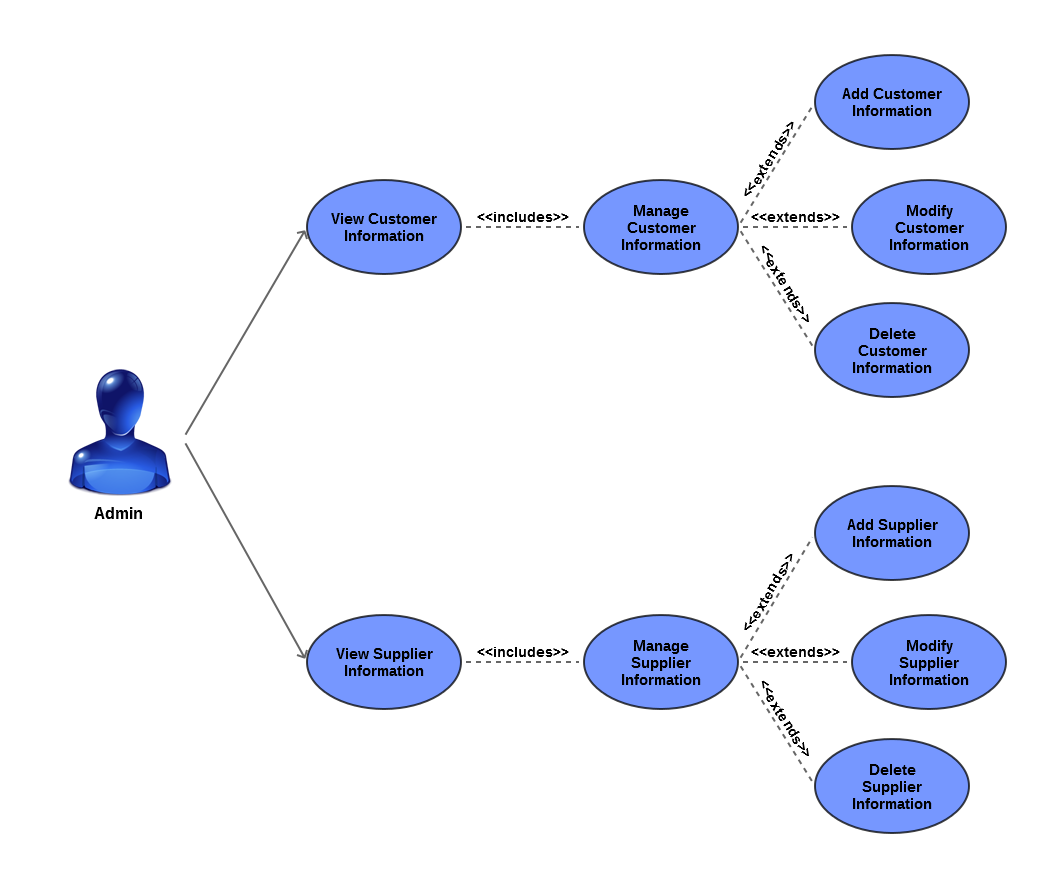 Add Customer
Information
<<extends>>
View Customer
Information
<<includes>>
Manage
Customer
Information
<<extends>>
Modify
Customer
Information
<<extends>>
Delete
Customer
Information
Admin
Add Supplier
Information
<<extends>>
View Supplier
Information
<<includes>>
Manage
Supplier
Information
<<extends>>
Modify
Supplier
Information
<<extends>>
Delete
Supplier
Information